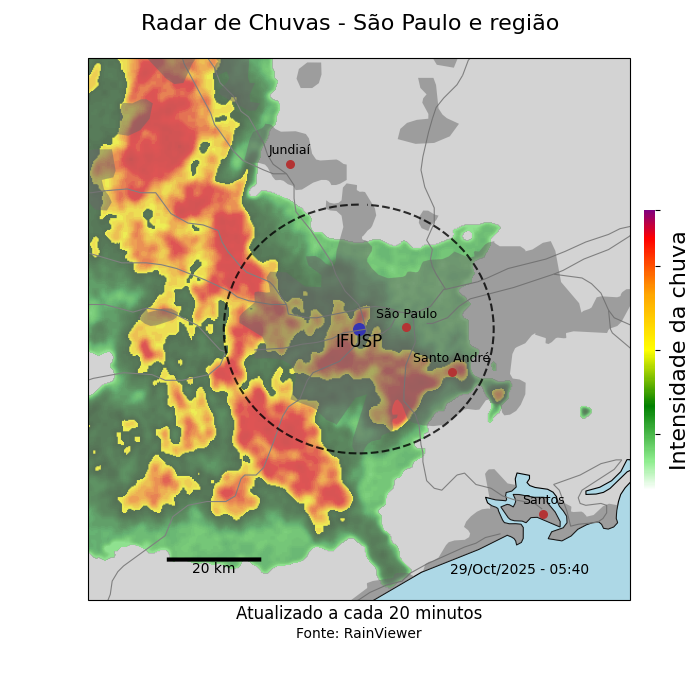 Radar de Chuvas - São Paulo e região
Jundiaí
São Paulo
IFUSP
Santo André
Santos
20 km
29/Oct/2025 - 05:40
Intensidade da chuva
Atualizado a cada 20 minutos
Fonte: RainViewer